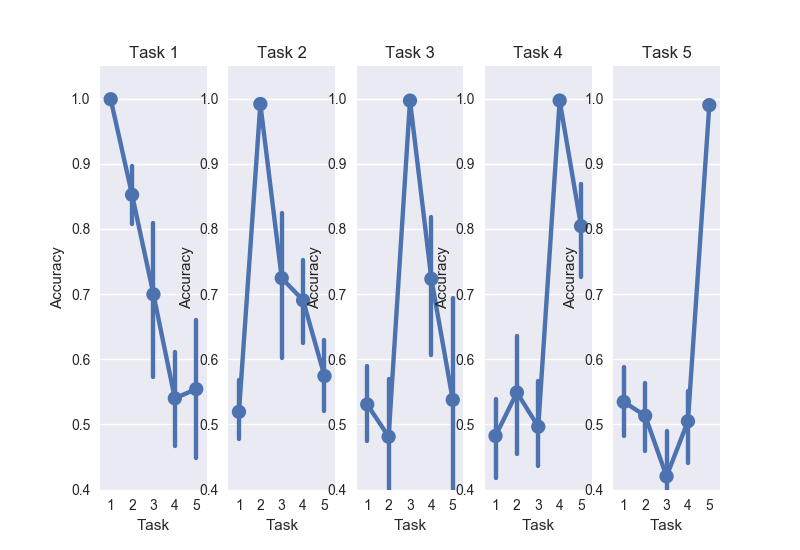 Task 1 Task 2 Task 3 Task 4 Task 5
1.0 1.0 1.0 1.0 1.0
0.9 0.9 0.9 0.9 0.9
0.8 0.8 0.8 0.8 0.8
Accuracy Accuracy Accuracy Accuracy Accuracy
0.7 0.7 0.7 0.7 0.7
0.6 0.6 0.6 0.6 0.6
0.5 0.5 0.5 0.5 0.5
0.4 0.4 0.4 0.4 0.4
1 2 3 4 5 1 2 3 4 5 1 2 3 4 5 1 2 3 4 5 1 2 3 4 5
Task Task Task Task Task